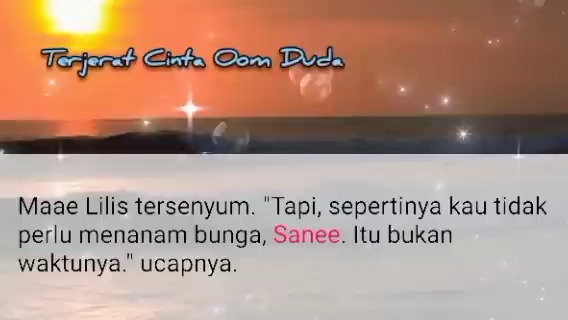 Terjerat Cinta Oom Duda
Maae Lilis tersenyum. "Tapi, sepertinya kau tidak
perlu menanam bunga, Sanee. Itu bukan
waktunya." ucapnya.